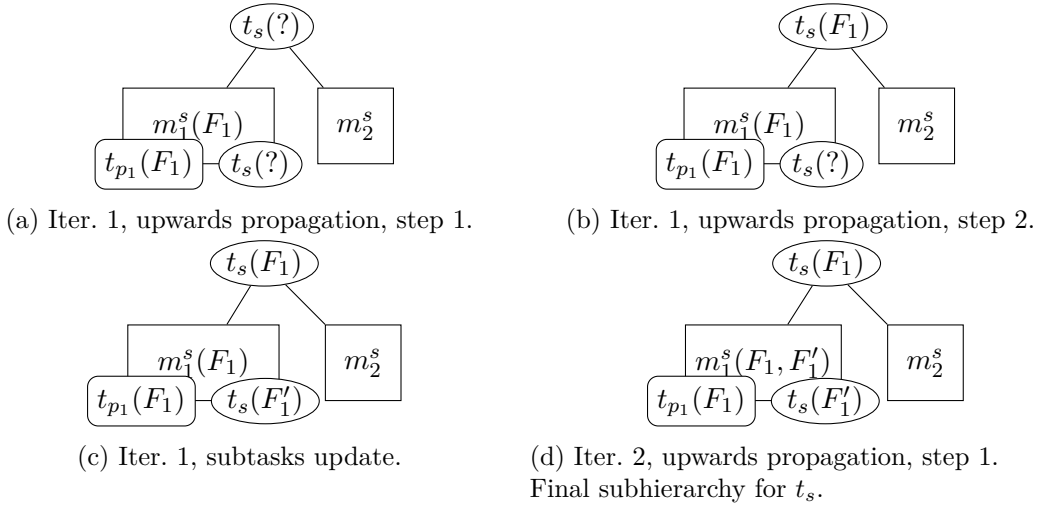 t_s(?)
m_1^s(F_1)
m_2^s
t_{p_1}(F_1)
t_s(?)
(a) Iter. 1, upwards propagation, step 1.
t_s(F_1)
m_1^s(F_1)
m_2^s
t_{p_1}(F_1)
t_s(?)
(b) Iter. 1, upwards propagation, step 2.
t_s(F_1)
m_1^s(F_1)
m_2^s
t_{p_1}(F_1)
t_s(F_1')
(c) Iter. 1, subtasks update.
t_s(F_1)
m_1^s(F_1, F_1')
m_2^s
t_{p_1}(F_1)
t_s(F_1')
(d) Iter. 2, upwards propagation, step 1.
Final subhierarchy for t_s.